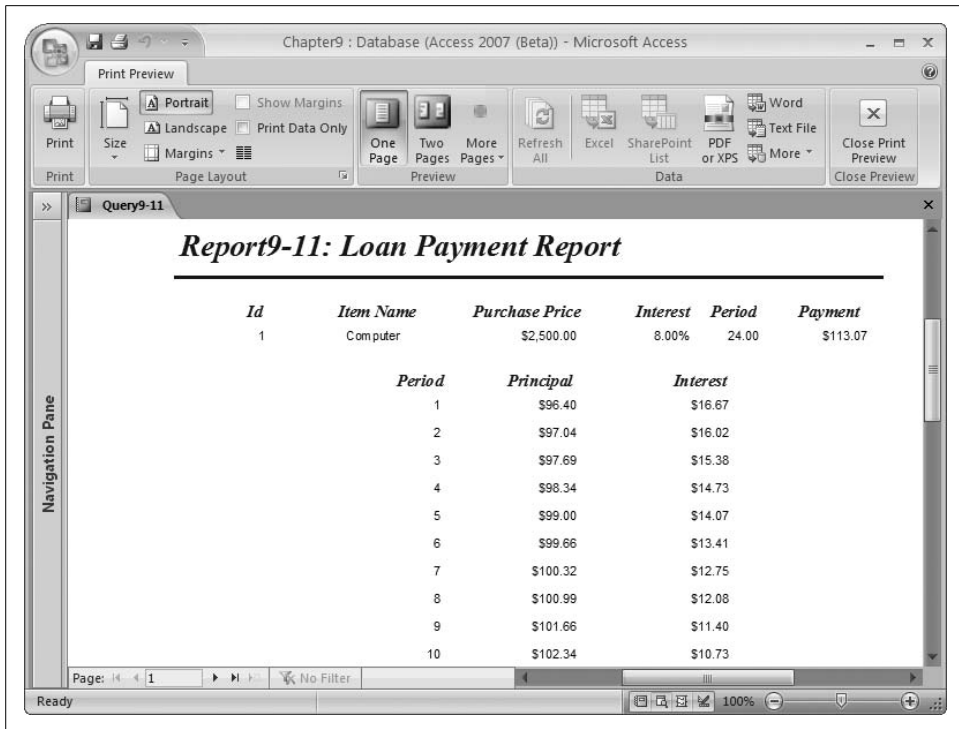 Chapter9 : Database (Access 2007 (Beta)) - Microsoft Access
Print Preview
Print
Size
Portrait
Landscape
Margins
Show Margins
Print Data Only
One Page
Two Pages
More Pages
Refresh All
Excel
SharePoint List
PDF or XPS
Word
Text File
More
Close Print Preview
Print
Page Layout
Preview
Data
Close Preview
Query9-11
Navigation Pane
Report9-11: Loan Payment Report
Id Item Name Purchase Price Interest Period Payment
1 Computer $2,500.00 8.00% 24.00 $113.07
Period Principal Interest
1 $96.40 $16.67
2 $97.04 $16.02
3 $97.69 $15.38
4 $98.34 $14.73
5 $99.00 $14.07
6 $99.66 $13.41
7 $100.32 $12.75
8 $100.99 $12.08
9 $101.66 $11.40
10 $102.34 $10.73
Page: 1 No Filter
Ready 100%